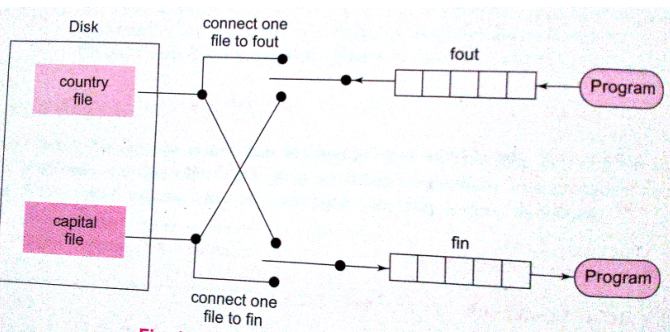 Disk
connect one
file to fout
fout
country
file
Program
capital
file
fin
Program
connect one
file to fin